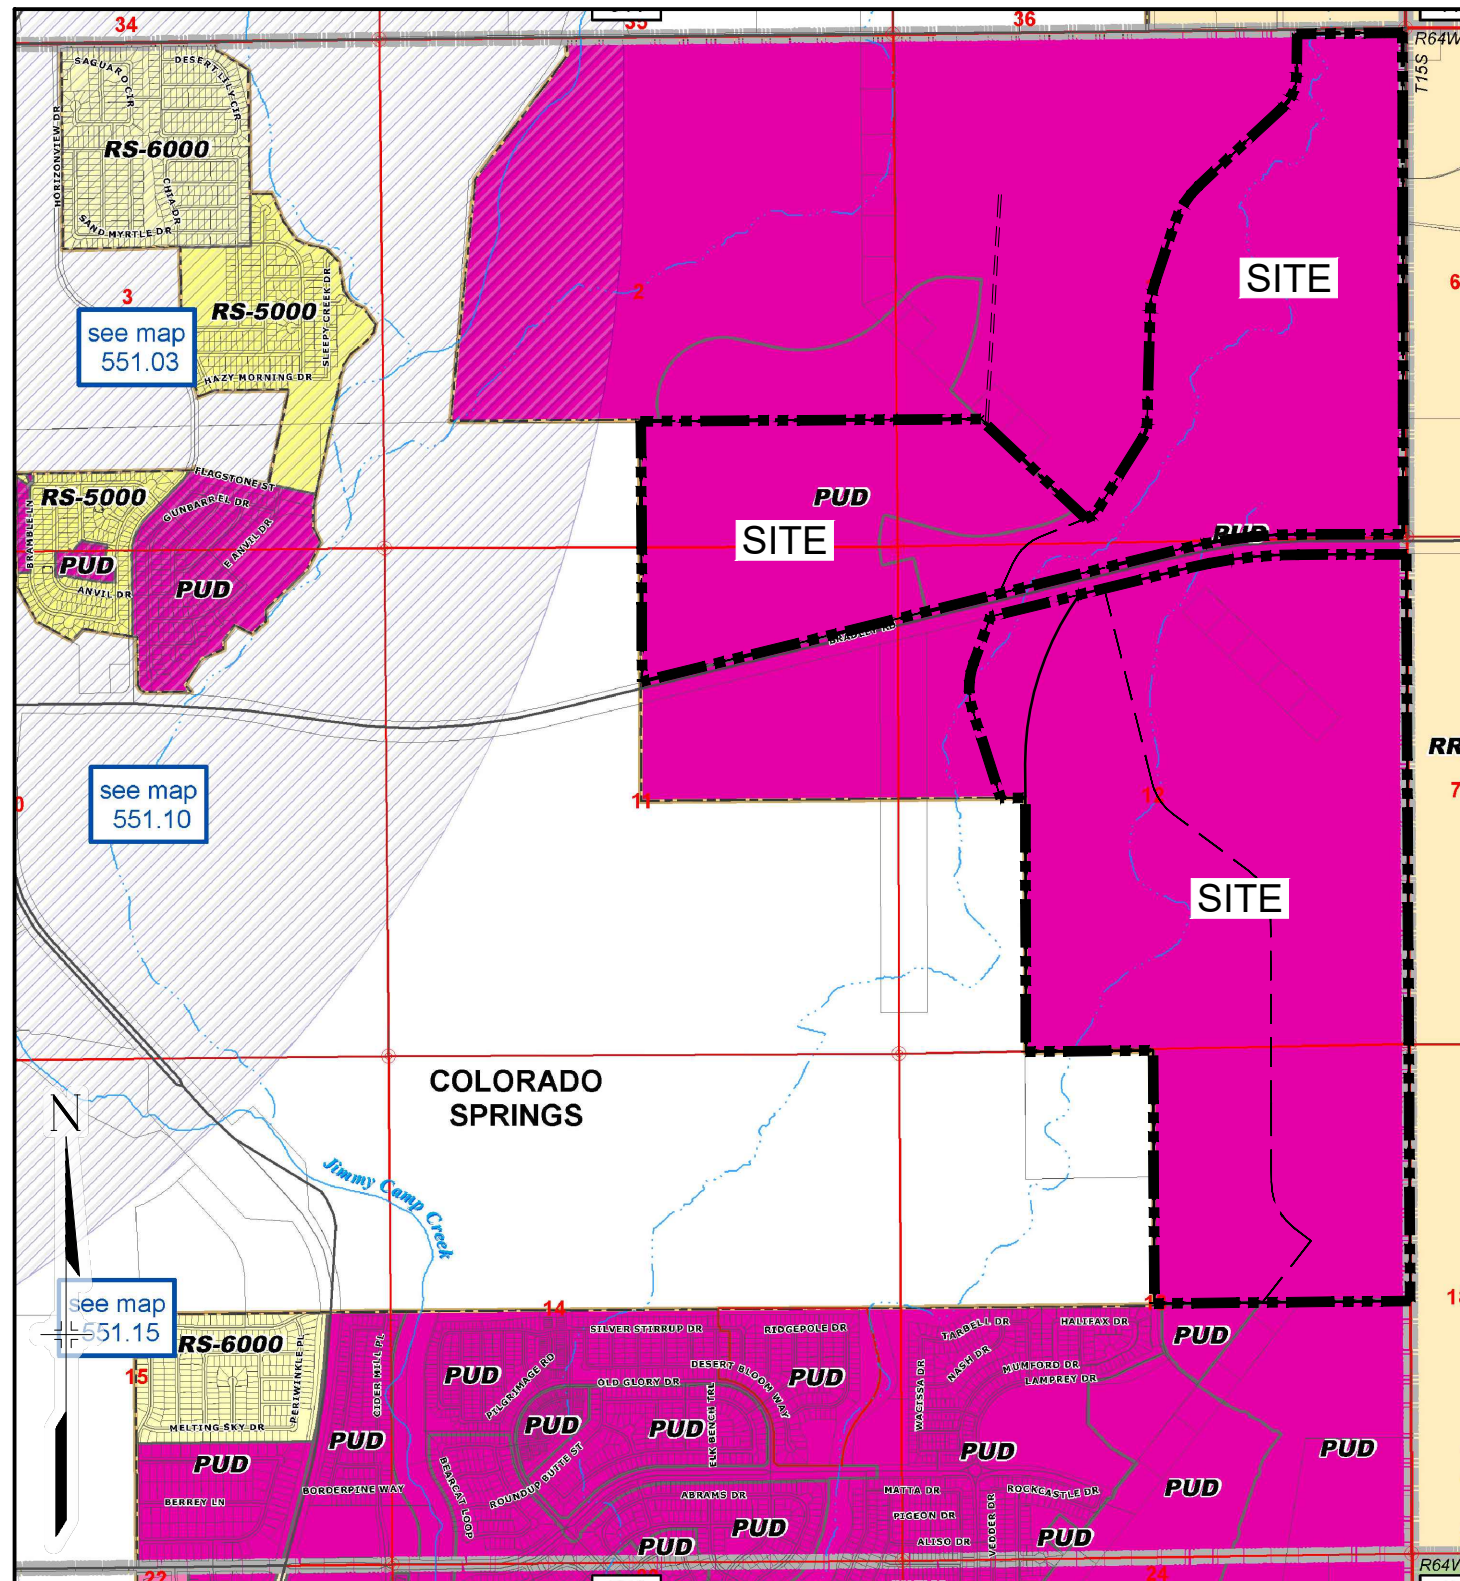 34
35
36
R64W
T15S
SAGUARO CIR
DESERT LILY CIR
HORIZONVIEW DR
RS-6000
CHIA DR
SAND MYRTLE DR
SITE
3
2
6
RS-5000
SLEEPY CREEK DR
see map
551.03
HAZY MORNING DR
FLAGSTONE ST
RS-5000
GUNBARREL DR
BRAMBLE LN
E ANVIL DR
PUD
SITE
PUD
PUD
ANVIL DR
PUD
BRADLEY RD
RR
see map
551.10
11
12
7
SITE
COLORADO
SPRINGS
N
Jimmy Camp Creek
see map
551.15
14
RS-6000
PERIWINKLE PL
CIDER MILL PL
SILVER STIRRUP DR
RIDGEPOLE DR
TARBELL DR
HALIFAX DR
PUD
15
PUD
PILGRIMAGE RD
DESERT BLOOM WAY
PUD
NASH DR
MUMFORD DR
LAMPREY DR
OLD GLORY DR
WACISSA DR
MELTING SKY DR
PUD
PUD
PUD
ELK BENCH TRL
PUD
PUD
PUD
BEARCAT LOOP
ROUNDUP BUTTE ST
BERREY LN
BORDERPINE WAY
ABRAMS DR
MATTA DR
ROCKCASTLE DR
PUD
PIGEON DR
VEDDER DR
PUD
PUD
PUD
ALISO DR
22
24
R64W